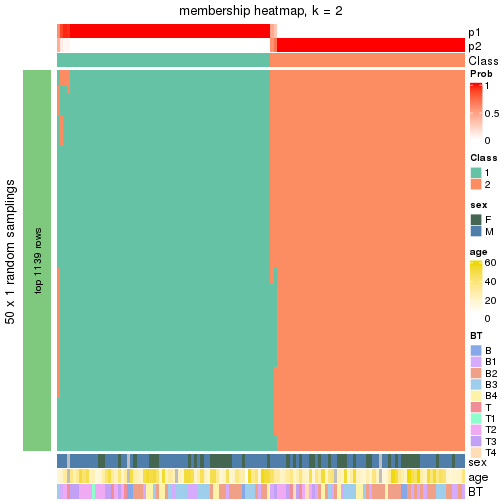 membership heatmap, k = 2
p1
p2
Class
50 x 1 random samplings
top 1139 rows
sex
age
BT
Prob
1
0.5
0
Class
1
2
sex
F
M
age
60
40
20
0
BT
B
B1
B2
B3
B4
T
T1
T2
T3
T4